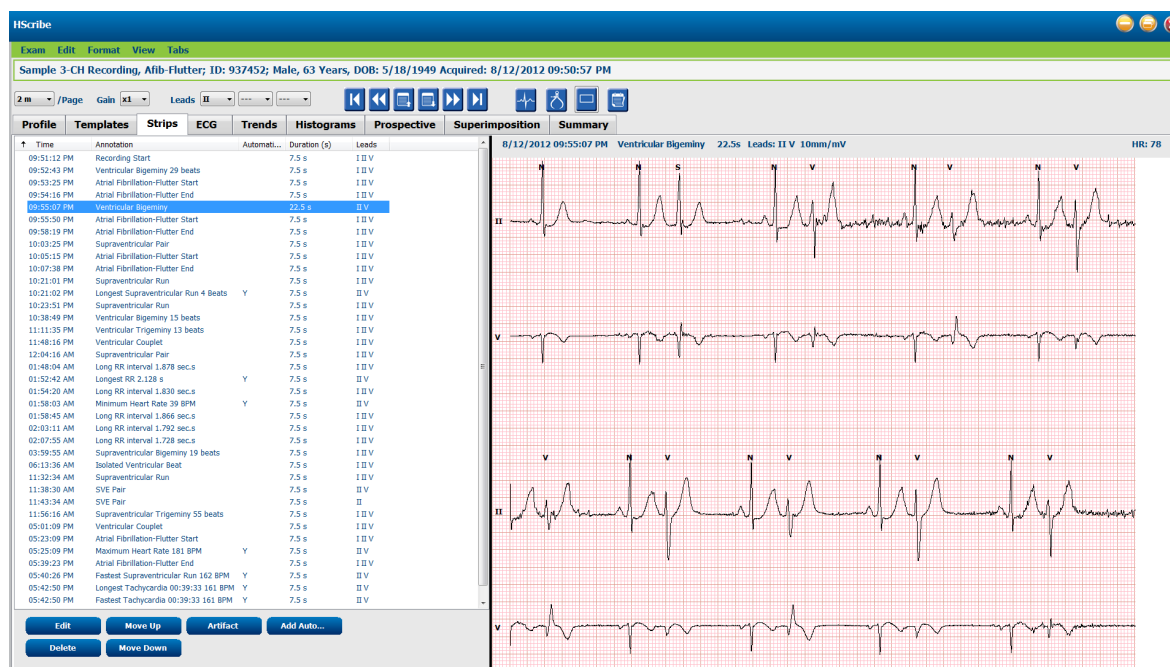 HScribe
Exam Edit Format View Tabs
Sample 3-CH Recording, Afib-Flutter; ID: 937452; Male, 63 Years, DOB: 5/18/1949 Acquired: 8/12/2012 09:50:57 PM
2 m /Page Gain x1 Leads II --- ---
Profile Templates Strips ECG Trends Histograms Prospective Superimposition Summary
↑ Time Annotation Automati... Duration (s) Leads
09:51:12 PM Recording Start 7.5 s I II V
09:52:43 PM Ventricular Bigeminy 29 beats 7.5 s I II V
09:53:25 PM Atrial Fibrillation-Flutter Start 7.5 s I II V
09:54:16 PM Atrial Fibrillation-Flutter End 7.5 s I II V
09:55:07 PM Ventricular Bigeminy 22.5 s II V
09:55:50 PM Atrial Fibrillation-Flutter Start 7.5 s I II V
09:58:19 PM Atrial Fibrillation-Flutter End 7.5 s I II V
10:03:25 PM Supraventricular Pair 7.5 s I II V
10:05:15 PM Atrial Fibrillation-Flutter Start 7.5 s I II V
10:07:38 PM Atrial Fibrillation-Flutter End 7.5 s I II V
10:21:01 PM Supraventricular Run 7.5 s I II V
10:21:02 PM Longest Supraventricular Run 4 Beats Y 7.5 s II V
10:23:51 PM Supraventricular Run 7.5 s I II V
10:38:49 PM Ventricular Bigeminy 15 beats 7.5 s I II V
11:11:35 PM Ventricular Trigeminy 13 beats 7.5 s I II V
11:48:16 PM Ventricular Couplet 7.5 s I II V
12:04:16 AM Supraventricular Pair 7.5 s I II V
01:48:04 AM Long RR interval 1.878 sec.s 7.5 s I II V
01:52:42 AM Longest RR 2.128 s Y 7.5 s II V
01:54:20 AM Long RR interval 1.830 sec.s 7.5 s I II V
01:58:03 AM Minimum Heart Rate 39 BPM Y 7.5 s II V
01:58:45 AM Long RR interval 1.866 sec.s 7.5 s I II V
02:03:11 AM Long RR interval 1.792 sec.s 7.5 s I II V
02:07:55 AM Long RR interval 1.728 sec.s 7.5 s I II V
03:59:55 AM Supraventricular Bigeminy 19 beats 7.5 s I II V
06:13:36 AM Isolated Ventricular Beat 7.5 s I II V
11:32:34 AM Supraventricular Run 7.5 s I II V
11:38:30 AM SVE Pair 7.5 s II V
11:43:34 AM SVE Pair 7.5 s II
11:56:16 AM Supraventricular Trigeminy 55 beats 7.5 s I II V
05:01:09 PM Ventricular Couplet 7.5 s I II V
05:23:09 PM Atrial Fibrillation-Flutter Start 7.5 s I II V
05:25:09 PM Maximum Heart Rate 181 BPM Y 7.5 s II V
05:39:23 PM Atrial Fibrillation-Flutter End 7.5 s I II V
05:40:26 PM Fastest Supraventricular Run 162 BPM Y 7.5 s II V
05:42:50 PM Longest Tachycardia 00:39:33 161 BPM Y 7.5 s II V
05:42:50 PM Fastest Tachycardia 00:39:33 161 BPM Y 7.5 s II V
Edit Move Up Artifact Add Auto...
Delete Move Down
8/12/2012 09:55:07 PM Ventricular Bigeminy 22.5s Leads: II V 10mm/mV HR: 78
N N S N V N V N V
II
V
V N V N V N V N V
II
V